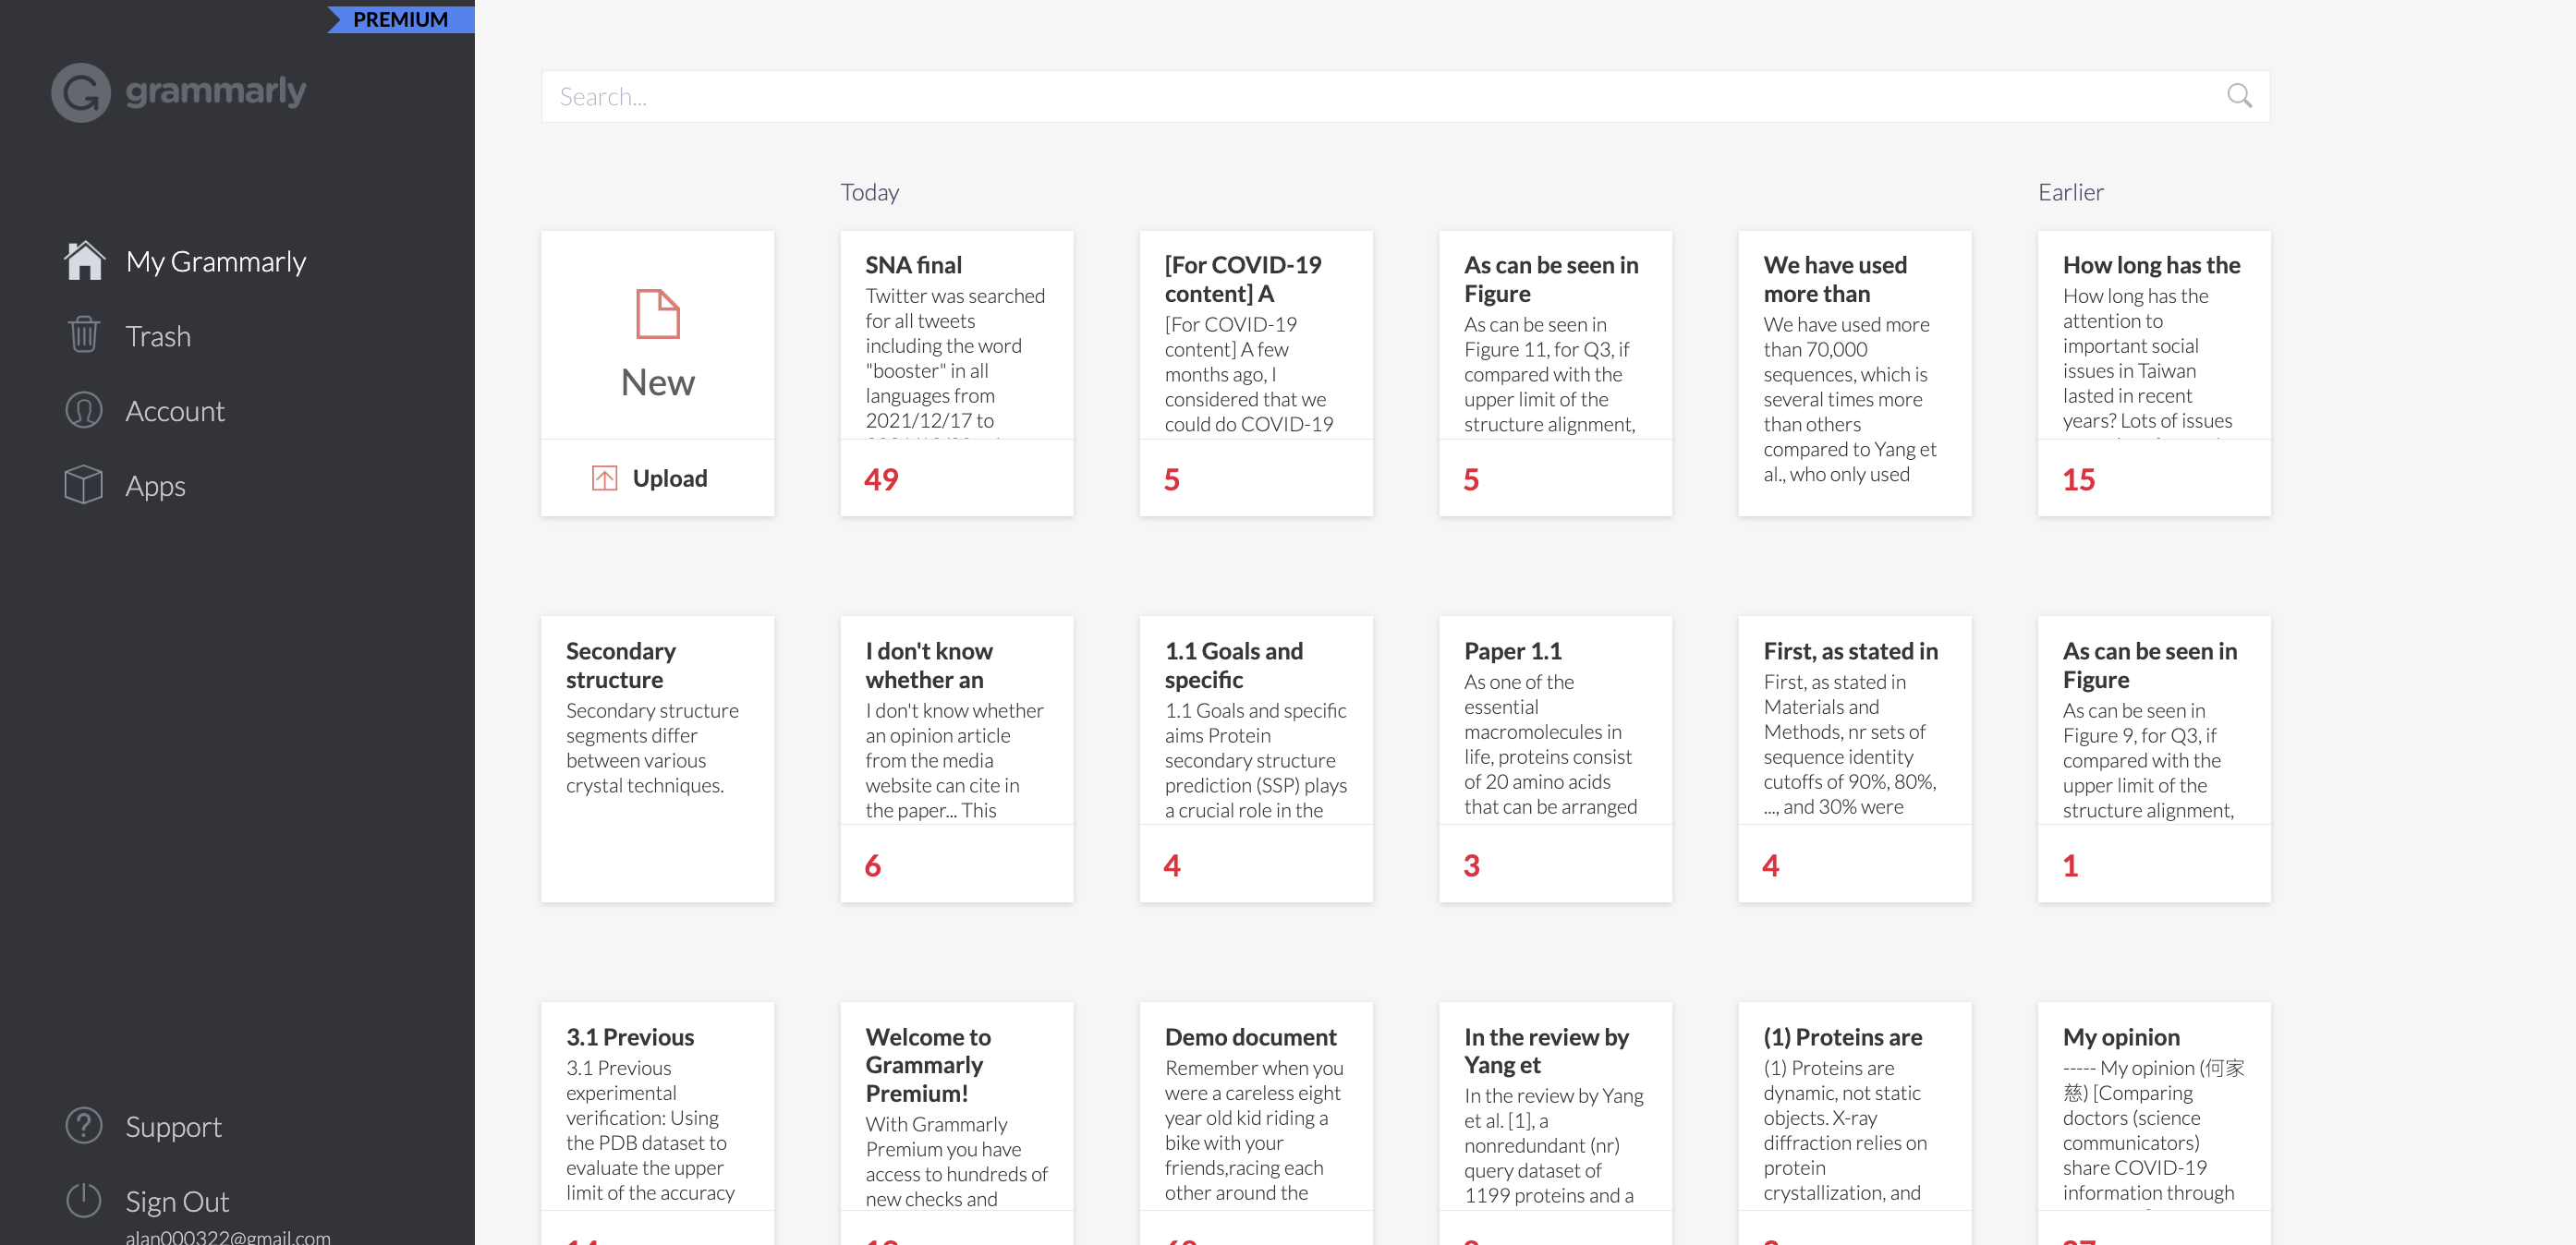 PREMIUM
grammarly
My Grammarly
Trash
Account
Apps
Support
Sign Out
alan000322@gmail.com
Search...
Today
Earlier
New
Upload
SNA final
Twitter was searched
for all tweets
including the word
"booster" in all
languages from
2021/12/17 to
49
[For COVID-19
content] A
[For COVID-19
content] A few
months ago, I
considered that we
could do COVID-19
5
As can be seen in
Figure
As can be seen in
Figure 11, for Q3, if
compared with the
upper limit of the
structure alignment,
5
We have used
more than
We have used more
than 70,000
sequences, which is
several times more
than others
compared to Yang et
al., who only used
How long has the
How long has the
attention to
important social
issues in Taiwan
lasted in recent
years? Lots of issues
15
Secondary
structure
Secondary structure
segments differ
between various
crystal techniques.
I don't know
whether an
I don't know whether
an opinion article
from the media
website can cite in
the paper... This
6
1.1 Goals and
specific
1.1 Goals and specific
aims Protein
secondary structure
prediction (SSP) plays
a crucial role in the
4
Paper 1.1
As one of the
essential
macromolecules in
life, proteins consist
of 20 amino acids
that can be arranged
3
First, as stated in
First, as stated in
Materials and
Methods, nr sets of
sequence identity
cutoffs of 90%, 80%,
..., and 30% were
4
As can be seen in
Figure
As can be seen in
Figure 9, for Q3, if
compared with the
upper limit of the
structure alignment,
1
3.1 Previous
3.1 Previous
experimental
verification: Using
the PDB dataset to
evaluate the upper
limit of the accuracy
Welcome to
Grammarly
Premium!
With Grammarly
Premium you have
access to hundreds of
new checks and
Demo document
Remember when you
were a careless eight
year old kid riding a
bike with your
friends,racing each
other around the
In the review by
Yang et
In the review by Yang
et al. [1], a
nonredundant (nr)
query dataset of
1199 proteins and a
(1) Proteins are
(1) Proteins are
dynamic, not static
objects. X-ray
diffraction relies on
protein
crystallization, and
My opinion
----- My opinion (何家
慈) [Comparing
doctors (science
communicators)
share COVID-19
information through